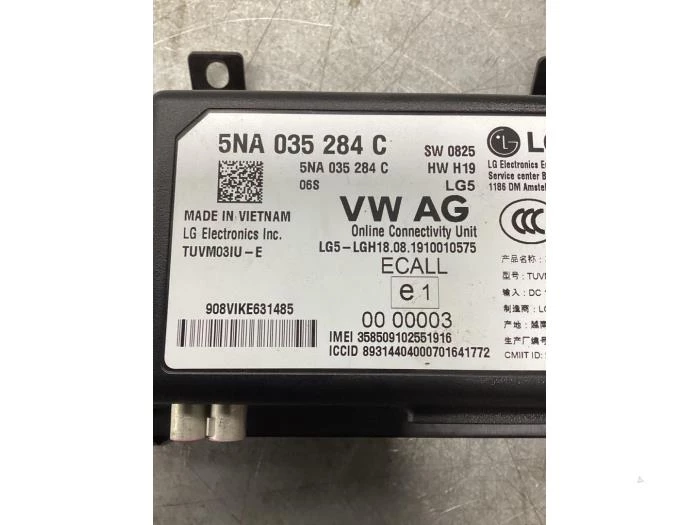 5NA 035 284 C
5NA 035 284 C
06S
SW 0825
HW H19
LG5
MADE IN VIETNAM
LG Electronics Inc.
TUVM03IU-E
VW AG
Online Connectivity Unit
LG5-LGH18.08.1910010575
ECALL
e1
00 00003
IMEI 358509102551916
ICCID 89314404000701641772
908VIKE631485
LG
LG Electronics
Service center
1186 DM
CCC
产品名称:
型号: TUV
输入: DC
制造商: L
产地: 越南
生产厂编号
CMIIT ID: